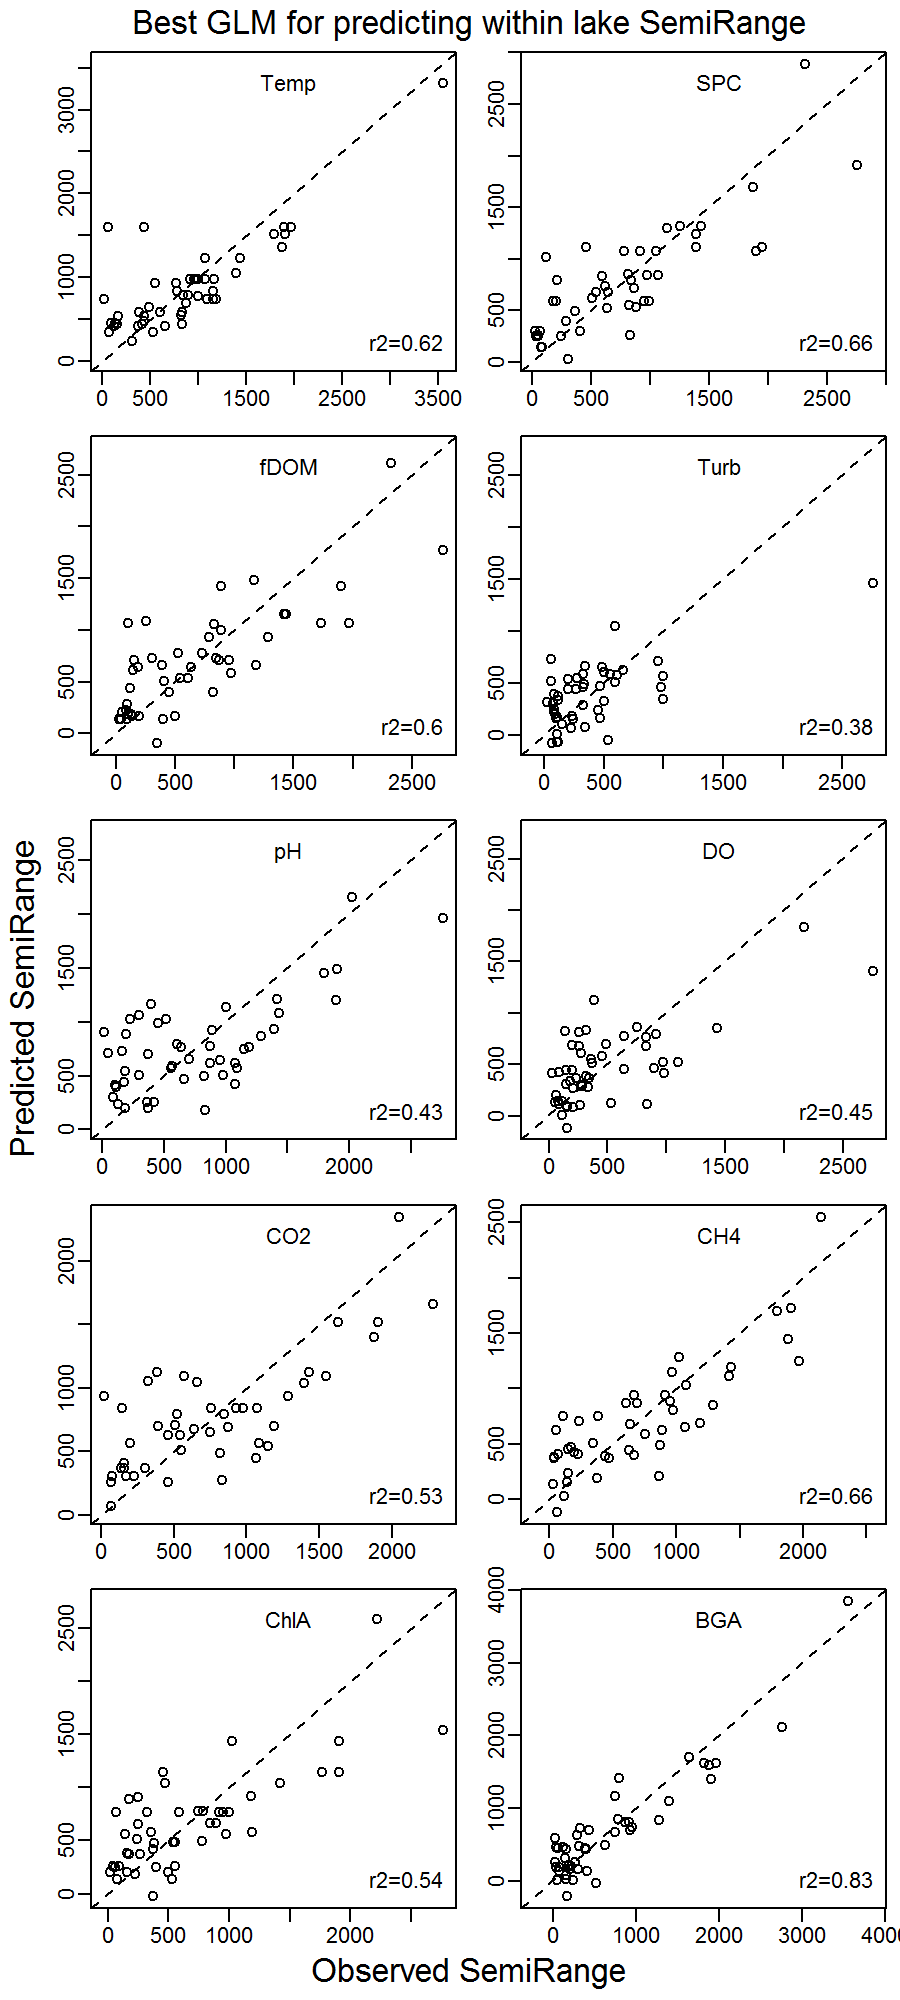 Best GLM for predicting within lake SemiRange
Temp
r2=0.62
0 1000 2000 3000
0 500 1500 2500 3500
SPC
r2=0.66
0 500 1500 2500
0 500 1500 2500
fDOM
r2=0.6
0 500 1500 2500
0 500 1500 2500
Turb
r2=0.38
0 500 1500 2500
0 500 1500 2500
pH
r2=0.43
0 500 1500 2500
0 500 1000 2000
DO
r2=0.45
0 500 1500 2500
0 500 1500 2500
CO2
r2=0.53
0 500 1000 2000
0 500 1000 1500 2000
CH4
r2=0.66
0 500 1500 2500
0 500 1000 2000
ChlA
r2=0.54
0 500 1500 2500
0 500 1000 2000
BGA
r2=0.83
0 1000 2000 3000 4000
0 1000 2000 3000 400
Predicted SemiRange
Observed SemiRange